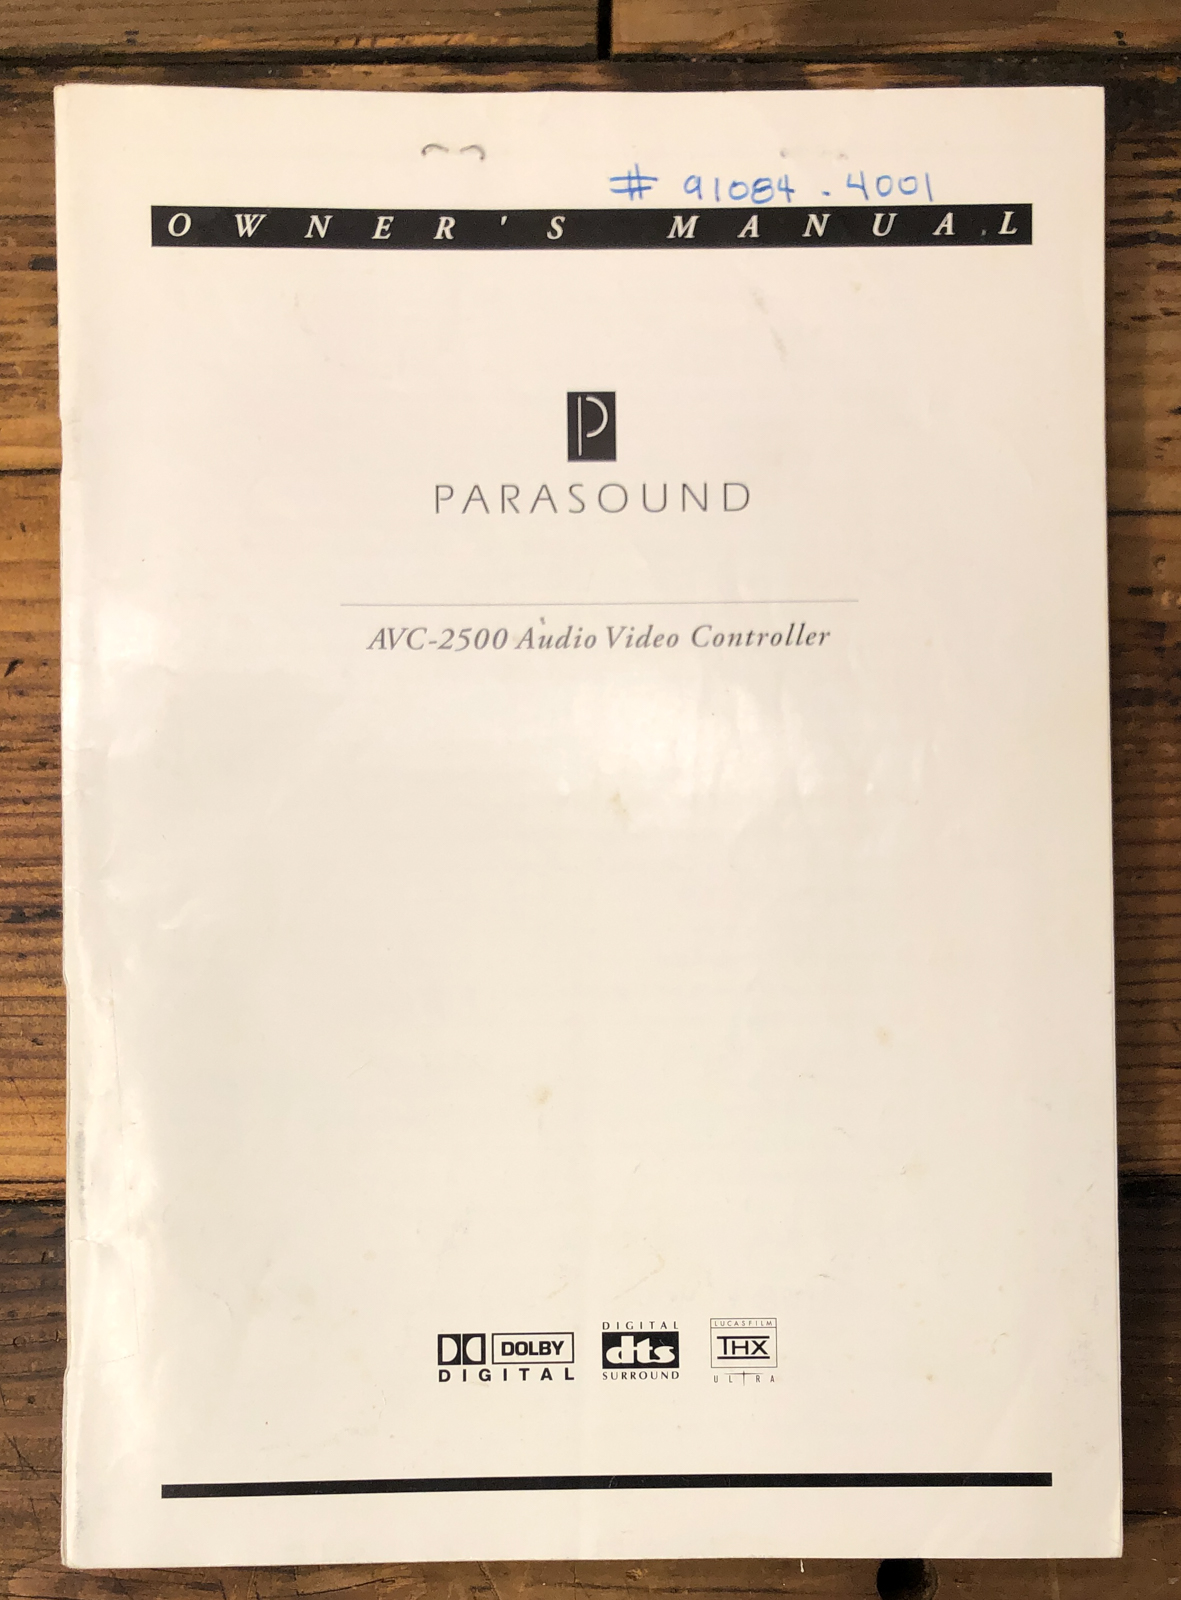 # 91084 - 4001
OWNER'S MANUAL
P
PARASOUND
AVC-2500 Audio Video Controller
DOLBY
DIGITAL
DIGITAL
dts
SURROUND
LUCASFILM
THX
ULTRA